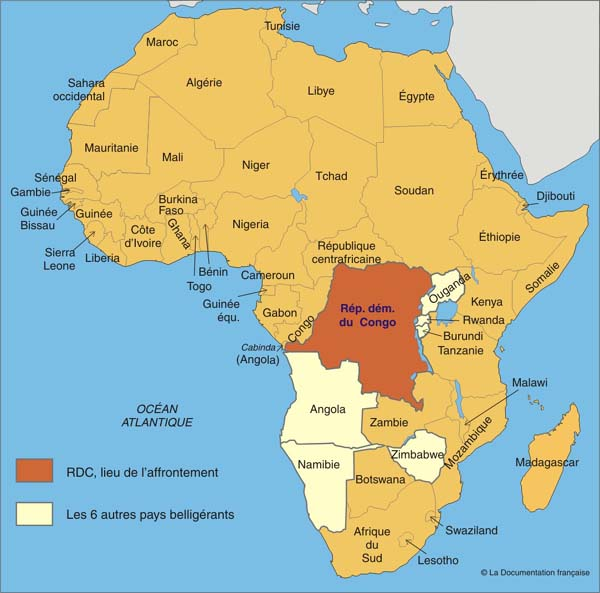 Tunisie
Maroc
Algérie
Libye
Égypte
Sahara
occidental
Mauritanie
Mali
Niger
Tchad
Soudan
Érythrée
Djibouti
Sénégal
Gambie
Guinée
Bissau
Guinée
Sierra
Leone
Liberia
Côte
d'Ivoire
Burkina
Faso
Ghana
Togo
Bénin
Nigeria
Cameroun
Guinée
équ.
Gabon
Congo
République
centrafricaine
Éthiopie
Somalie
Ouganda
Kenya
Rwanda
Burundi
Tanzanie
Rép. dém.
du Congo
Cabinda
(Angola)
Angola
Zambie
Malawi
Mozambique
Zimbabwe
Namibie
Botswana
Madagascar
Swaziland
Lesotho
Afrique
du
Sud
OCÉAN
ATLANTIQUE
RDC, lieu de l'affrontement
Les 6 autres pays belligérants
© La Documentation française